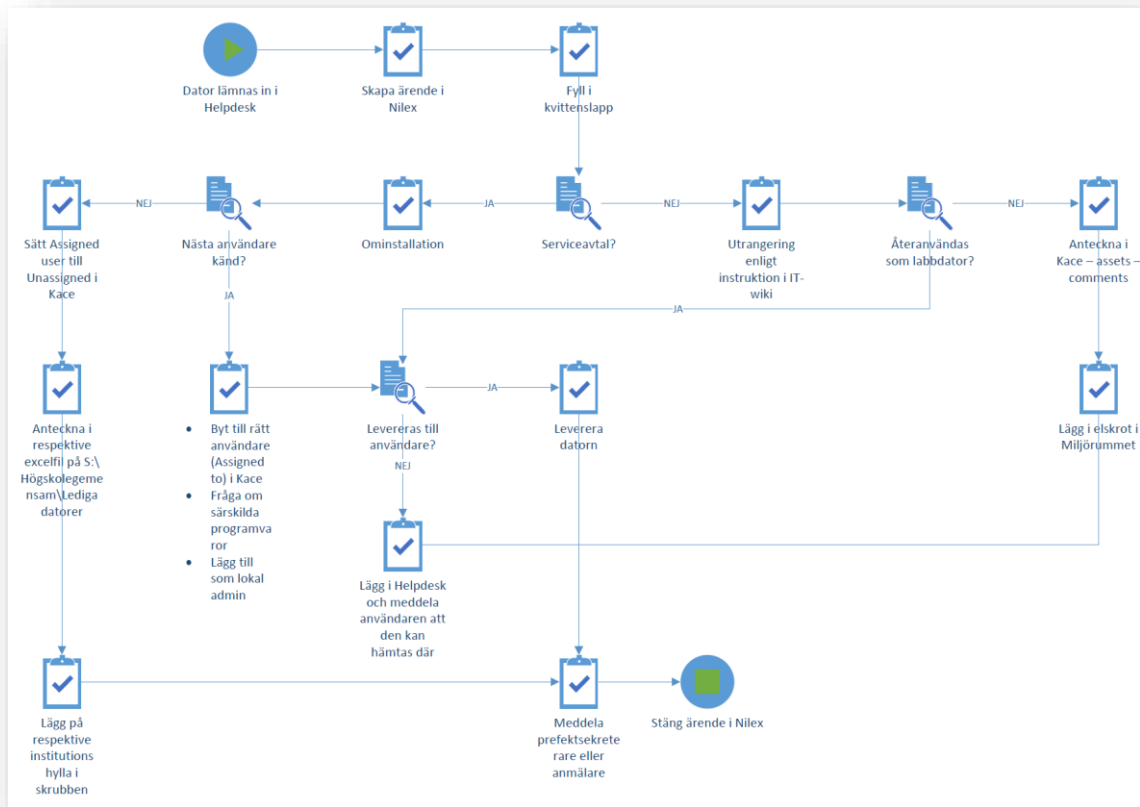 Dator lämnas in i
Helpdesk
Skapa ärende i
Nilex
Fyll i
kvittenslapp
NEJ
JA
NEJ
NEJ
Sätt Assigned
user till
Unassigned i
Kace
Nästa användare
känd?
Ominstallation
Serviceavtal?
Utrangering
enligt
instruktion i IT-
wiki
Återanvändas
som labbdator?
Anteckna i
Kace – assets –
comments
JA
JA
JA
Anteckna i
respektive
excelfil på S:\
Högskolegeme
nsam\Lediga
datorer
• Byt till rätt
användare
(Assigned
to) i Kace
• Fråga om
särskilda
programva
ror
• Lägg till
som lokal
admin
Levereras till
användare?
NEJ
Leverera
datorn
Lägg i elskrot i
Miljörummet
Lägg i Helpdesk
och meddela
användaren att
den kan
hämtas där
Lägg på
respektive
institutions
hylla i
skrubben
Meddela
prefektsekrete
rare eller
anmälare
Stäng ärende i Nilex